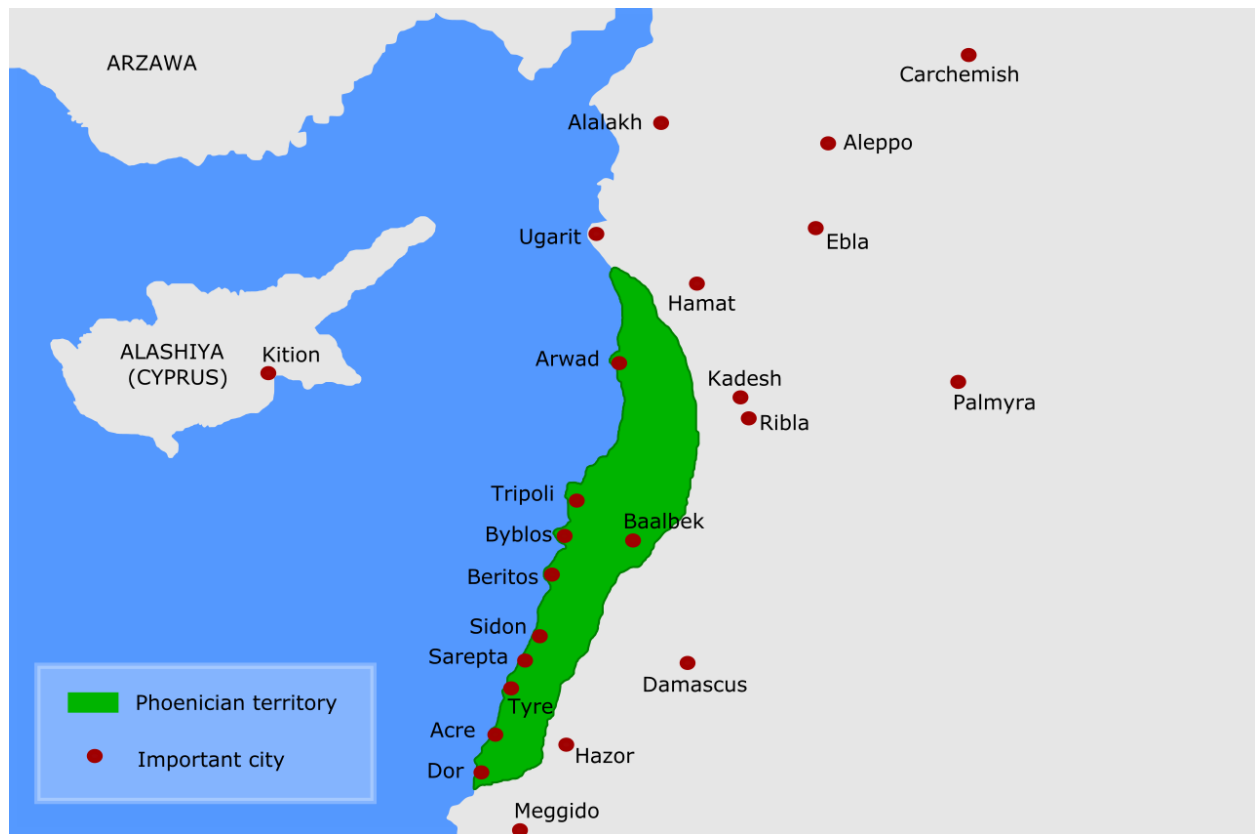 ARZAWA
Carchemish
Alalakh
Aleppo
Ugarit
Ebla
Hamat
ALASHIYA
(CYPRUS)
Kition
Arwad
Kadesh
Ribla
Palmyra
Tripoli
Baalbek
Byblos
Beritos
Sidon
Sarepta
Damascus
Tyre
Acre
Hazor
Dor
Meggido
Phoenician territory
Important city